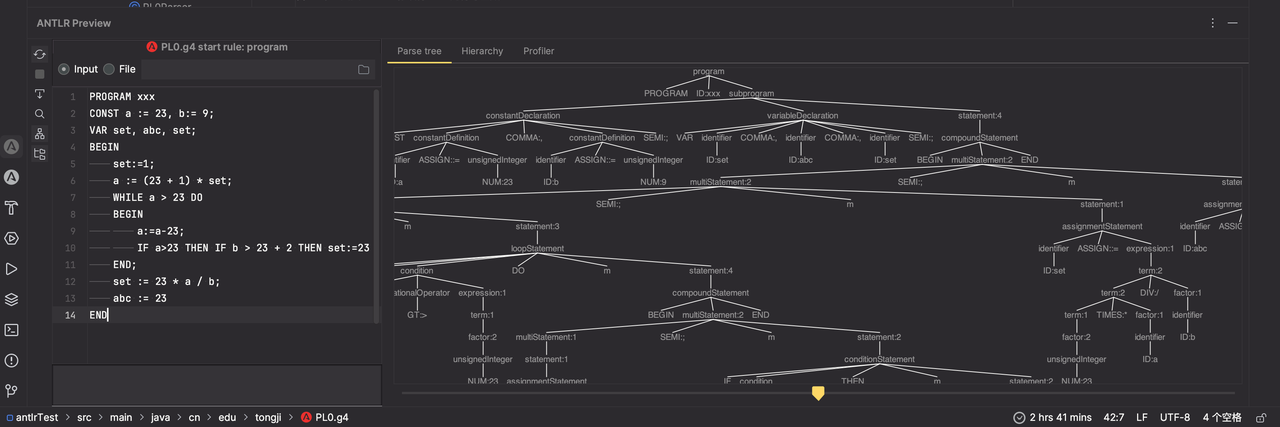 ANTLR Preview
PL0.g4 start rule: program
Input File
1 PROGRAM xxx
2 CONST a := 23, b:= 9;
3 VAR set, abc, set;
4 BEGIN
5 set:=1;
6 a := (23 + 1) * set;
7 WHILE a > 23 DO
8 BEGIN
9 a:=a-23;
10 IF a>23 THEN IF b > 23 + 2 THEN set:=23
11 END;
12 set := 23 * a / b;
13 abc := 23
14 END
Parse tree Hierarchy Profiler
program
PROGRAM ID:xxx subprogram
constantDeclaration variableDeclaration statement:4
ST constantDefinition COMMA:, constantDefinition SEMI:; VAR identifier COMMA:, identifier COMMA:, identifier SEMI:; compoundStatement
tifier ASSIGN::= unsignedInteger identifier ASSIGN::= unsignedInteger ID:set ID:abc ID:set BEGIN multiStatement:2 END
):a NUM:23 ID:b NUM:9 multiStatement:2 SEMI:; m
SEMI:; m statement:1 assignmen
m statement:3 assignmentStatement identifier ASSIG
loopStatement identifier ASSIGN::= expression:1 ID:abc
condition DO m statement:4 ID:set term:2
ationalOperator expression:1 compoundStatement term:2 DIV:/ factor:1
GT:> term:1 BEGIN multiStatement:2 END term:1 TIMES:* factor:1 identifier
factor:2 multiStatement:1 SEMI:; m statement:2 factor:2 identifier ID:b
unsignedInteger statement:1 conditionStatement unsignedInteger ID:a
NUM:23 assignmentStatement IF condition THEN m statement:2 NUM:23
antlrTest > src > main > java > cn > edu > tongji > PL0.g4
2 hrs 41 mins 42:7 LF UTF-8 4 个空格